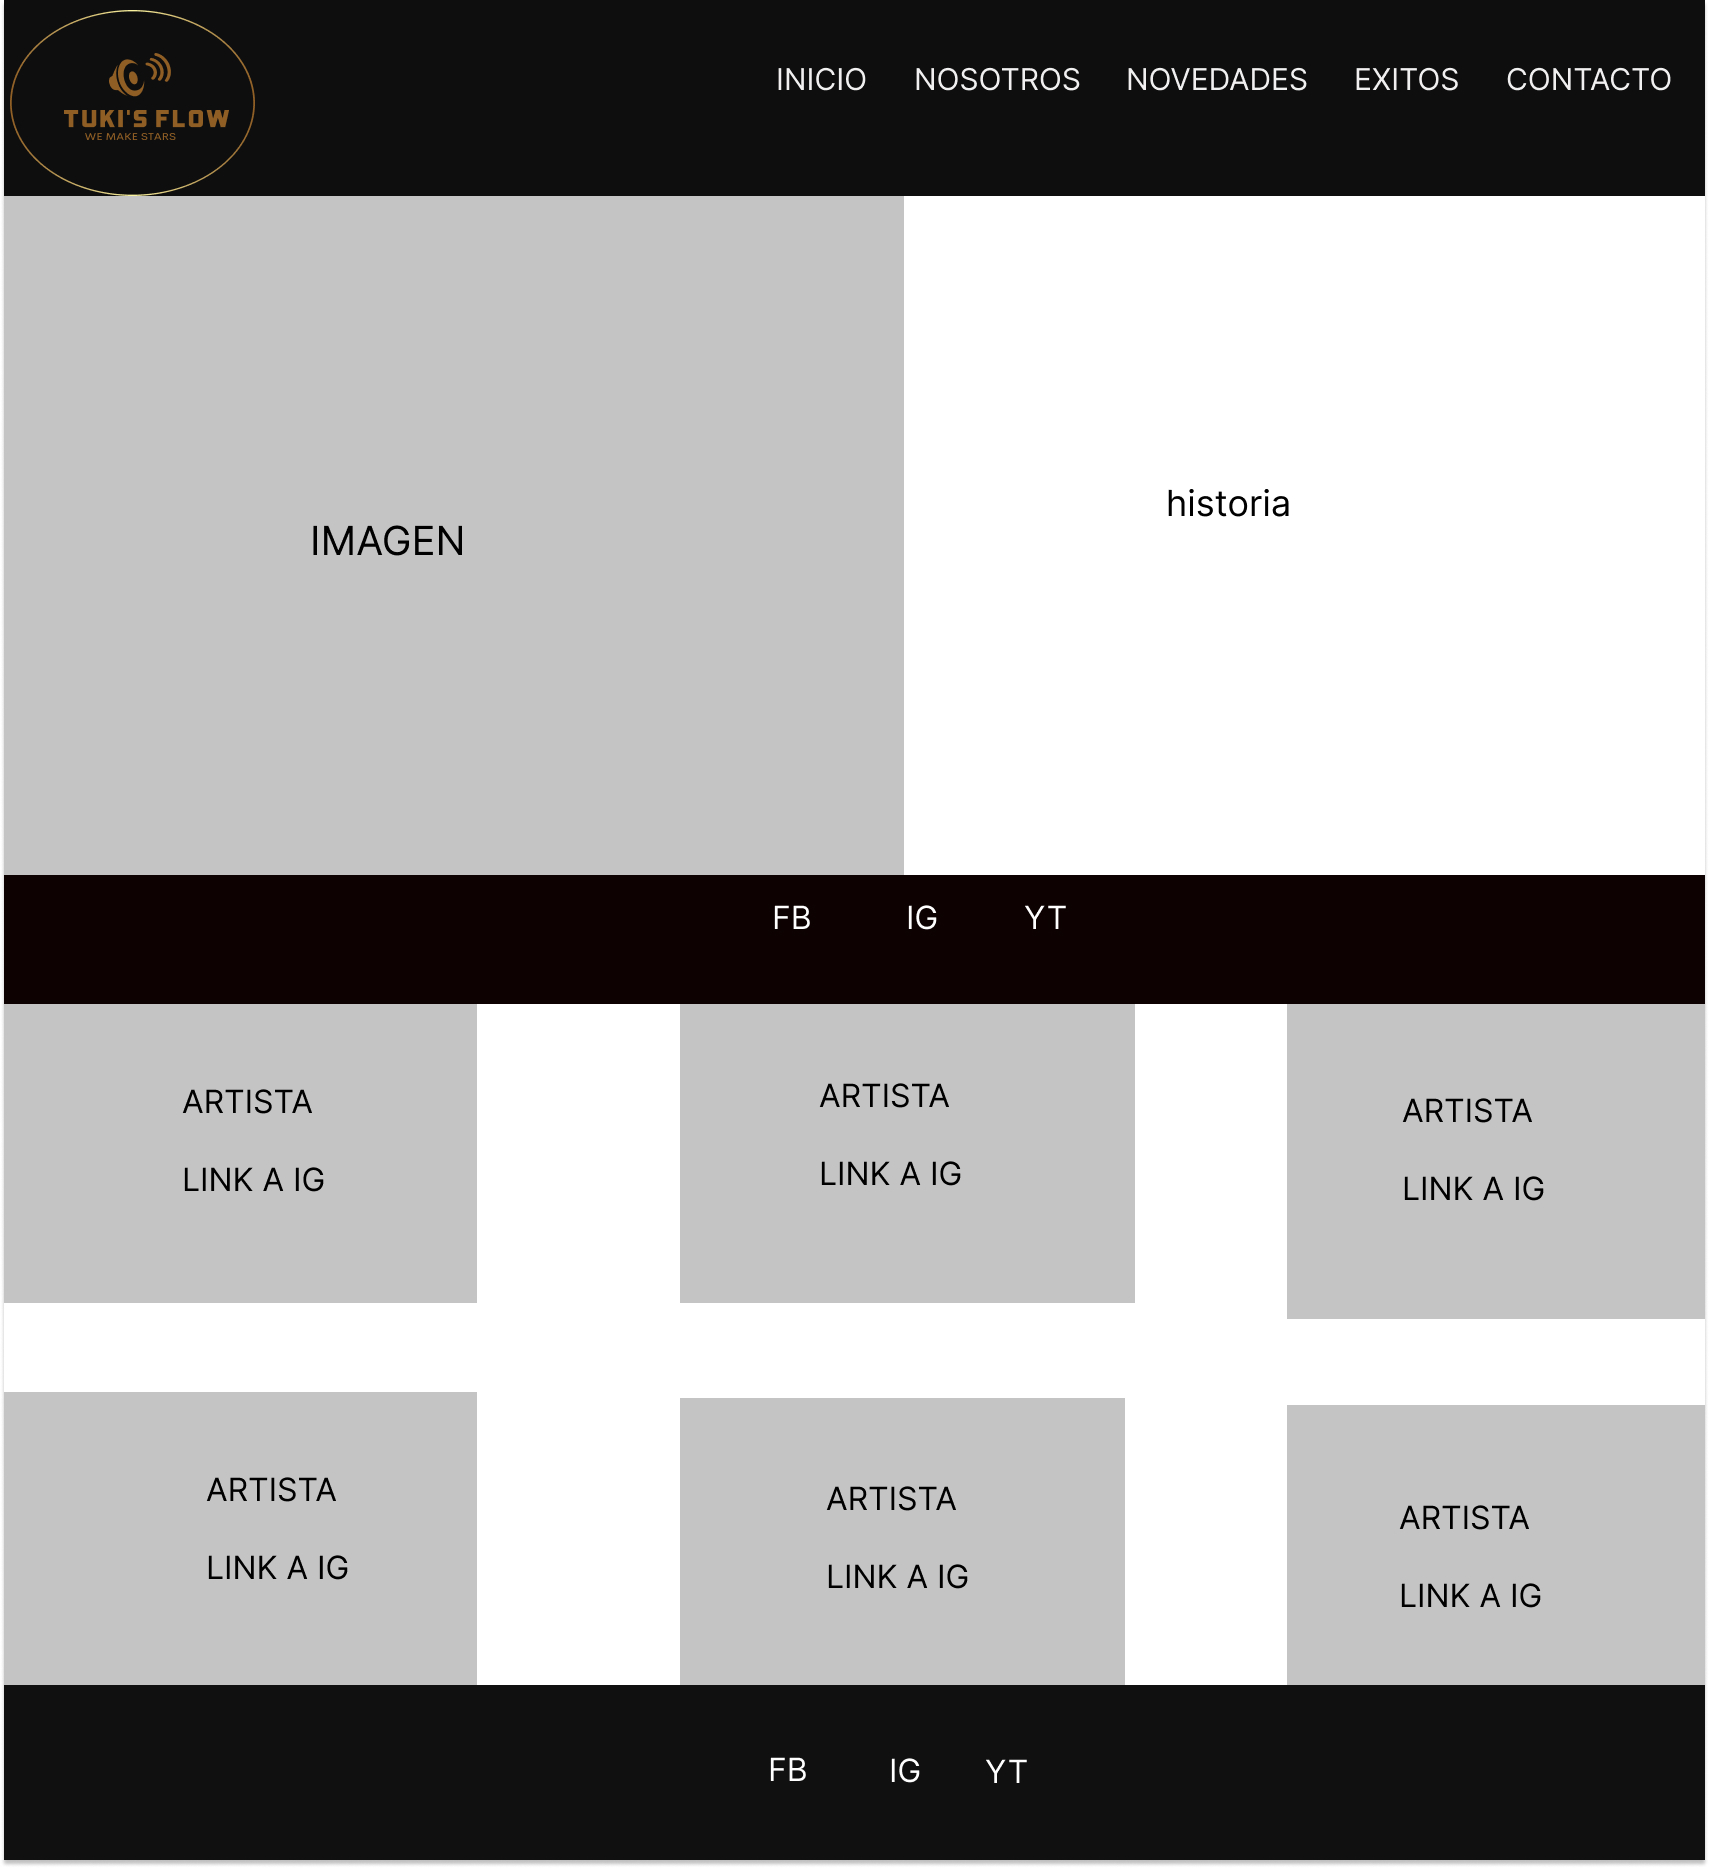 TUKI'S FLOW
WE MAKE STARS
INICIO NOSOTROS NOVEDADES EXITOS CONTACTO
IMAGEN
historia
FB IG YT
ARTISTA
LINK A IG
ARTISTA
LINK A IG
ARTISTA
LINK A IG
ARTISTA
LINK A IG
ARTISTA
LINK A IG
ARTISTA
LINK A IG
FB IG YT